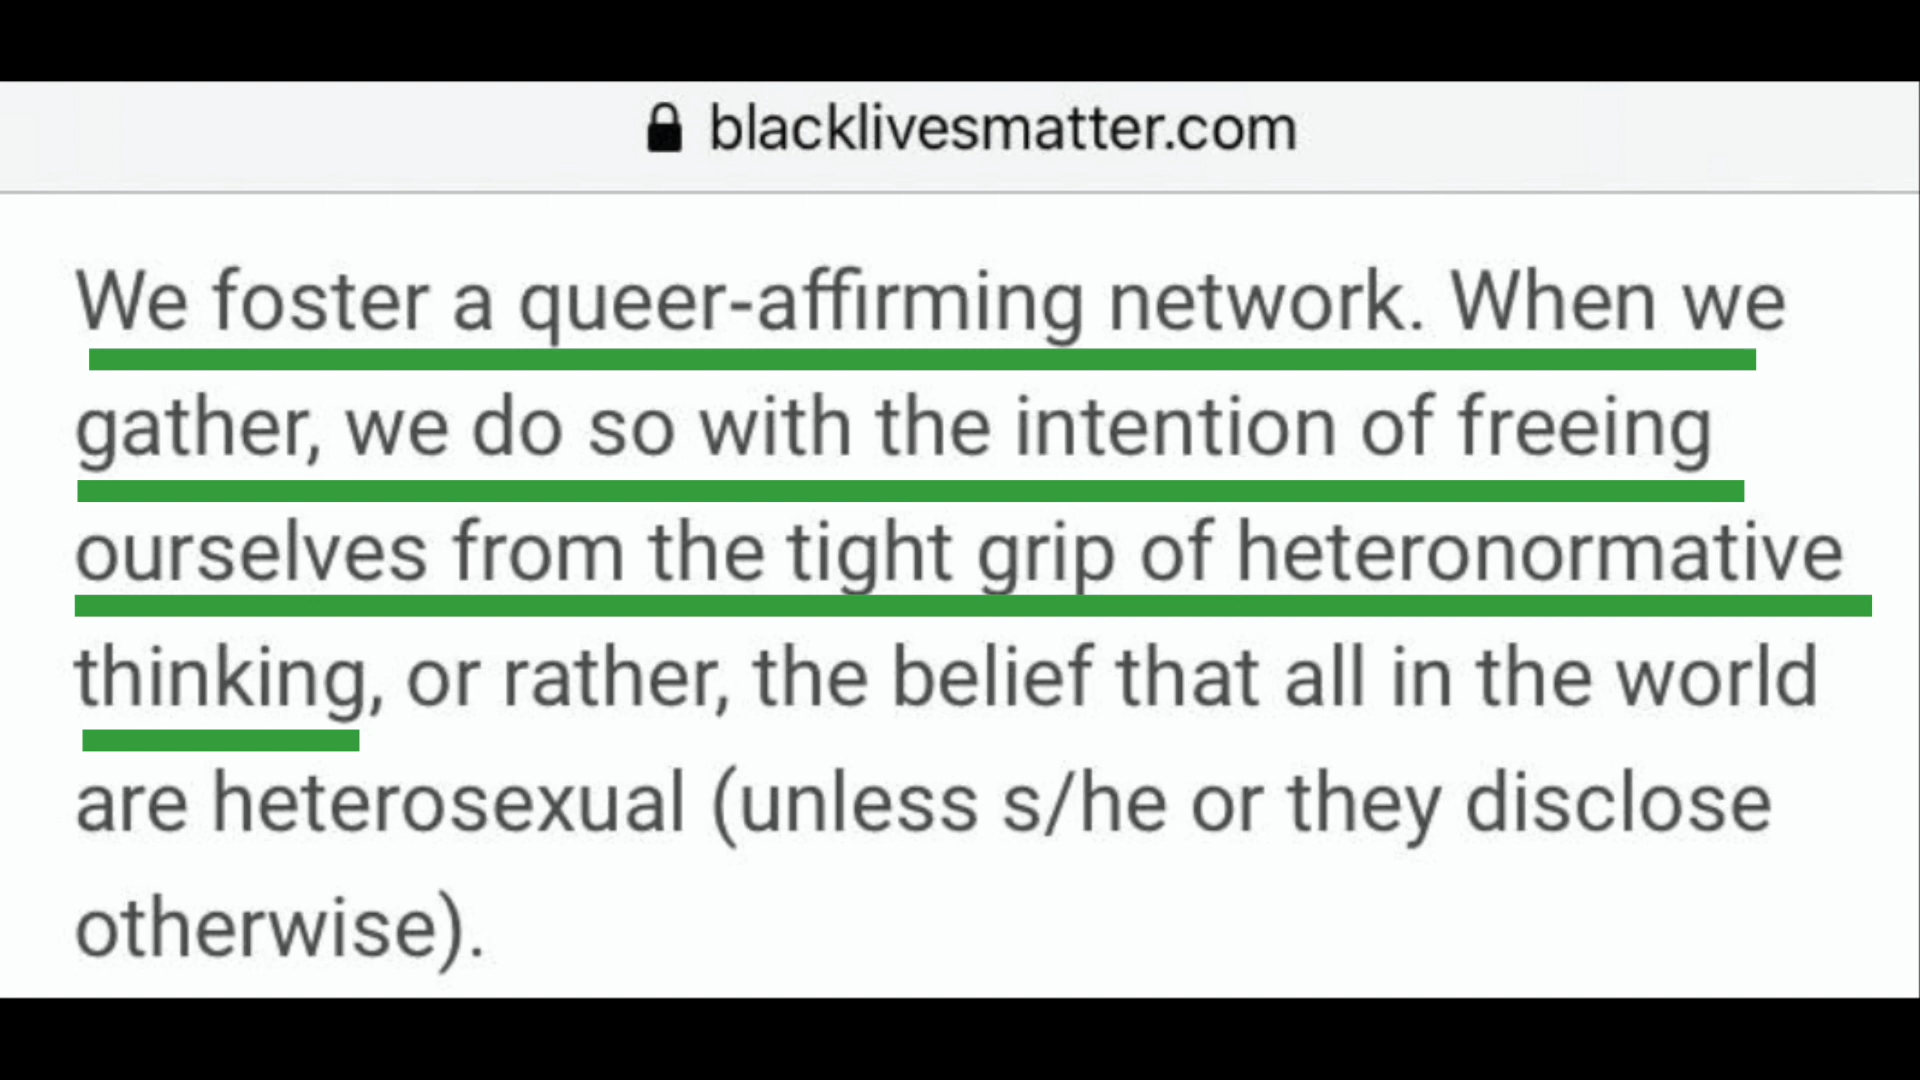 blacklivesmatter.com
We foster a queer-affirming network. When we
gather, we do so with the intention of freeing
ourselves from the tight grip of heteronormative
thinking, or rather, the belief that all in the world
are heterosexual (unless s/he or they disclose
otherwise).